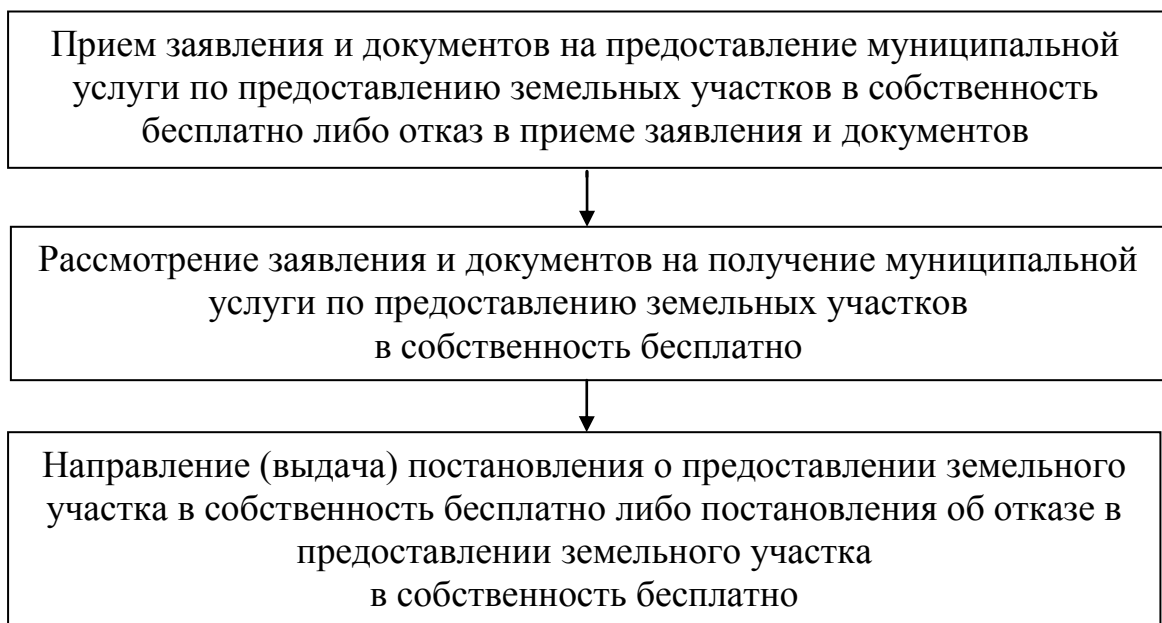 Прием заявления и документов на предоставление муниципальной
услуги по предоставлению земельных участков в собственность
бесплатно либо отказ в приеме заявления и документов
Рассмотрение заявления и документов на получение муниципальной
услуги по предоставлению земельных участков
в собственность бесплатно
Направление (выдача) постановления о предоставлении земельного
участка в собственность бесплатно либо постановления об отказе в
предоставлении земельного участка
в собственность бесплатно